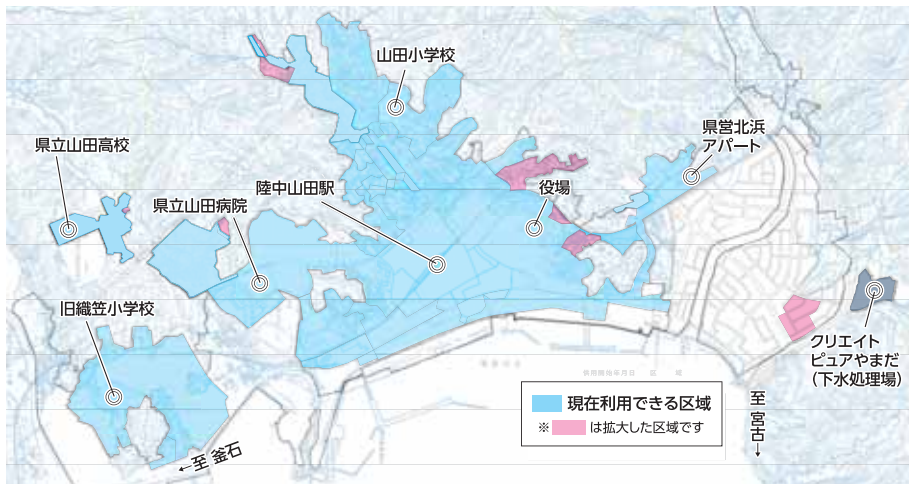 山田小学校
県営北浜
アパート
県立山田高校
陸中山田駅
役場
県立山田病院
旧織笠小学校
クリエイト
ピュアやまだ
（下水処理場）
現在利用できる区域
※ は拡大した区域です
至 宮古→
←至 釜石